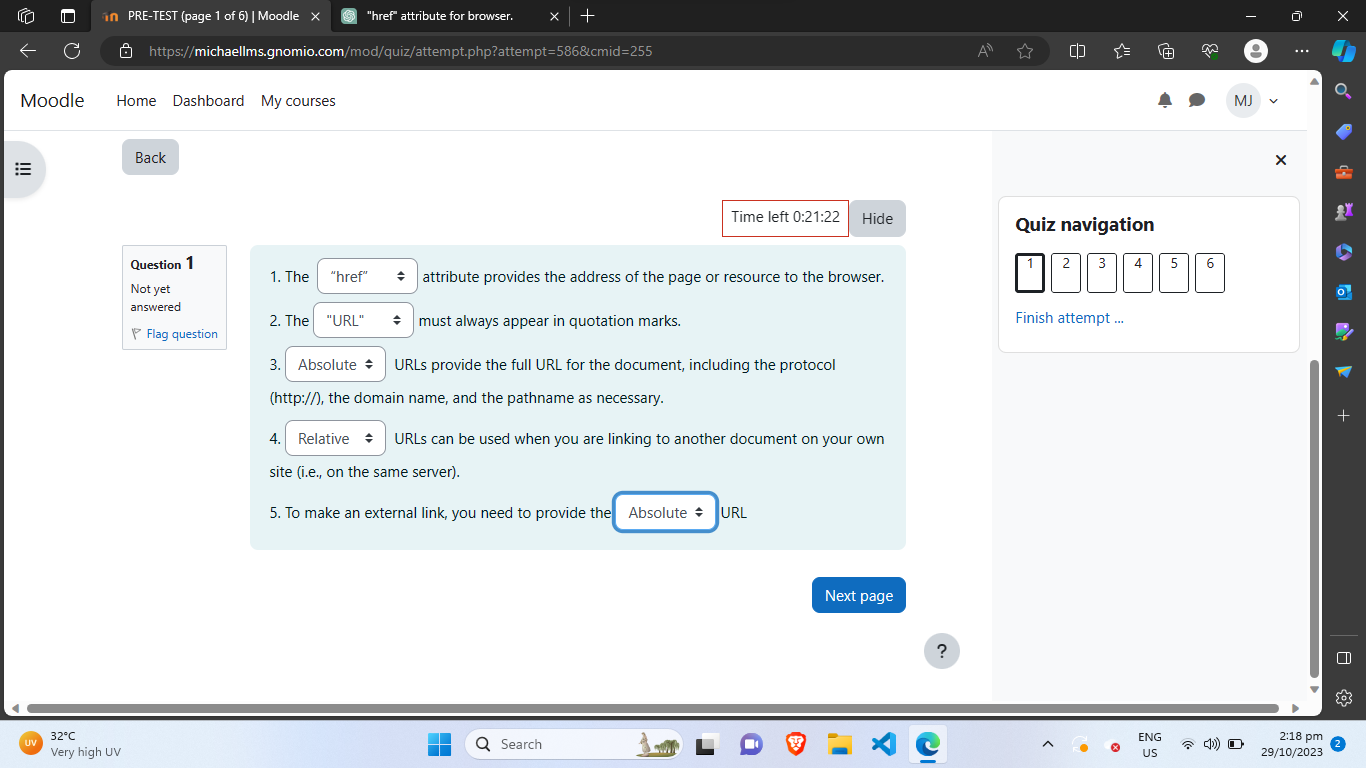 PRE-TEST (page 1 of 6) | Moodle
"href" attribute for browser.
https://michaellms.gnomio.com/mod/quiz/attempt.php?attempt=586&cmid=255
Moodle
Home
Dashboard
My courses
MJ
Back
Time left 0:21:22
Hide
Question 1
Not yet
answered
Flag question
1. The “href” attribute provides the address of the page or resource to the browser.
2. The "URL" must always appear in quotation marks.
3. Absolute URLs provide the full URL for the document, including the protocol
(http://), the domain name, and the pathname as necessary.
4. Relative URLs can be used when you are linking to another document on your own
site (i.e., on the same server).
5. To make an external link, you need to provide the Absolute URL
Next page
?
Quiz navigation
1 2 3 4 5 6
Finish attempt ...
UV
32°C
Very high UV
Search
ENG
US
2:18 pm
29/10/2023
2